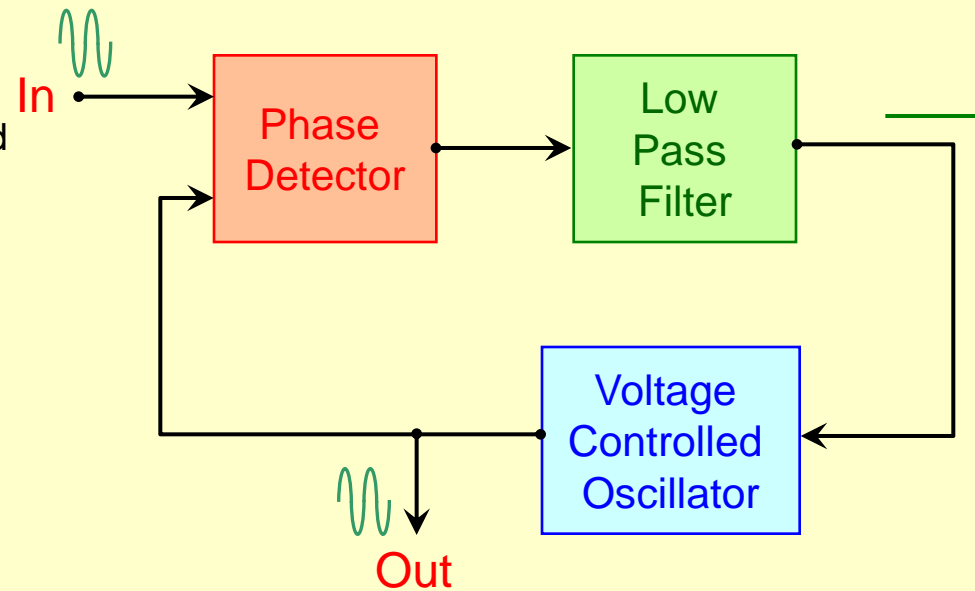 In
d
Phase
Detector
Low
Pass
Filter
Voltage
Controlled
Oscillator
Out